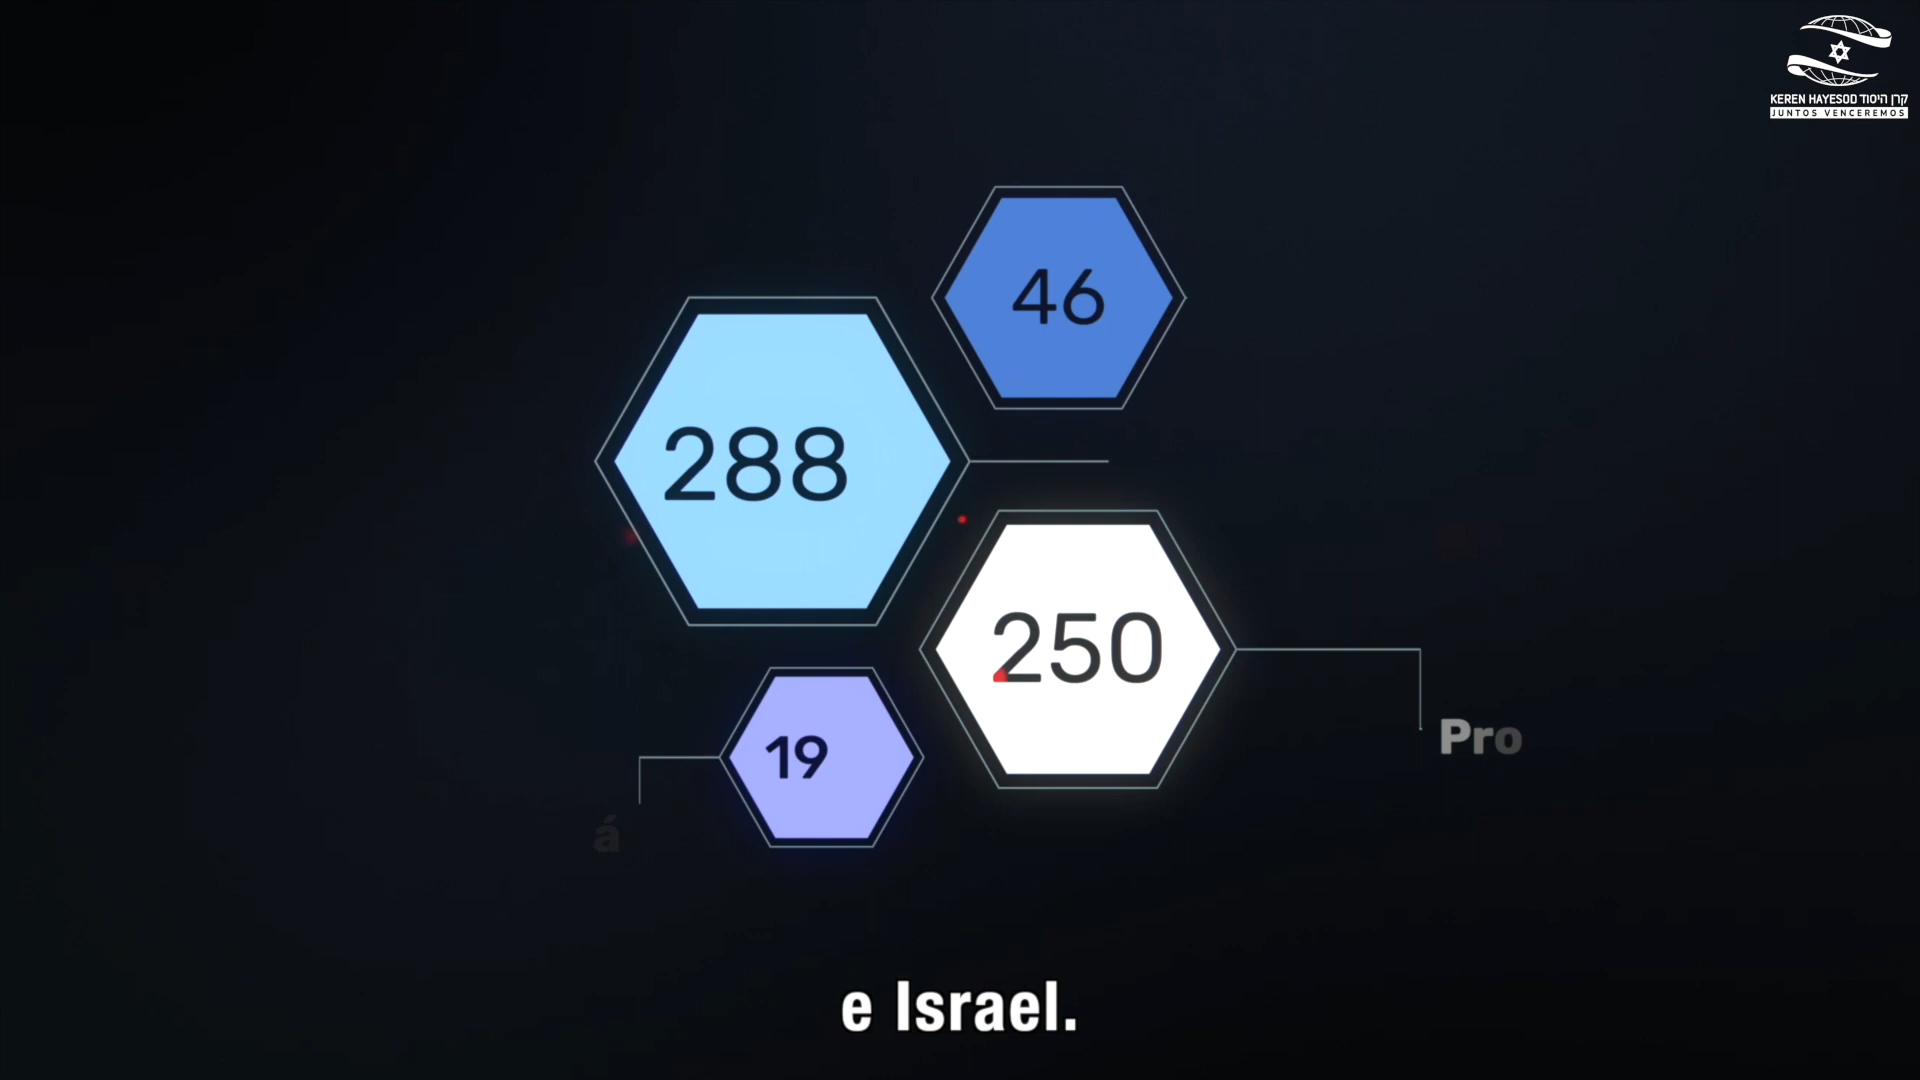 KEREN HAYESOD קרן היסוד
JUNTOS VENCEREMOS
46
288
250
Pro
19
á
e Israel.